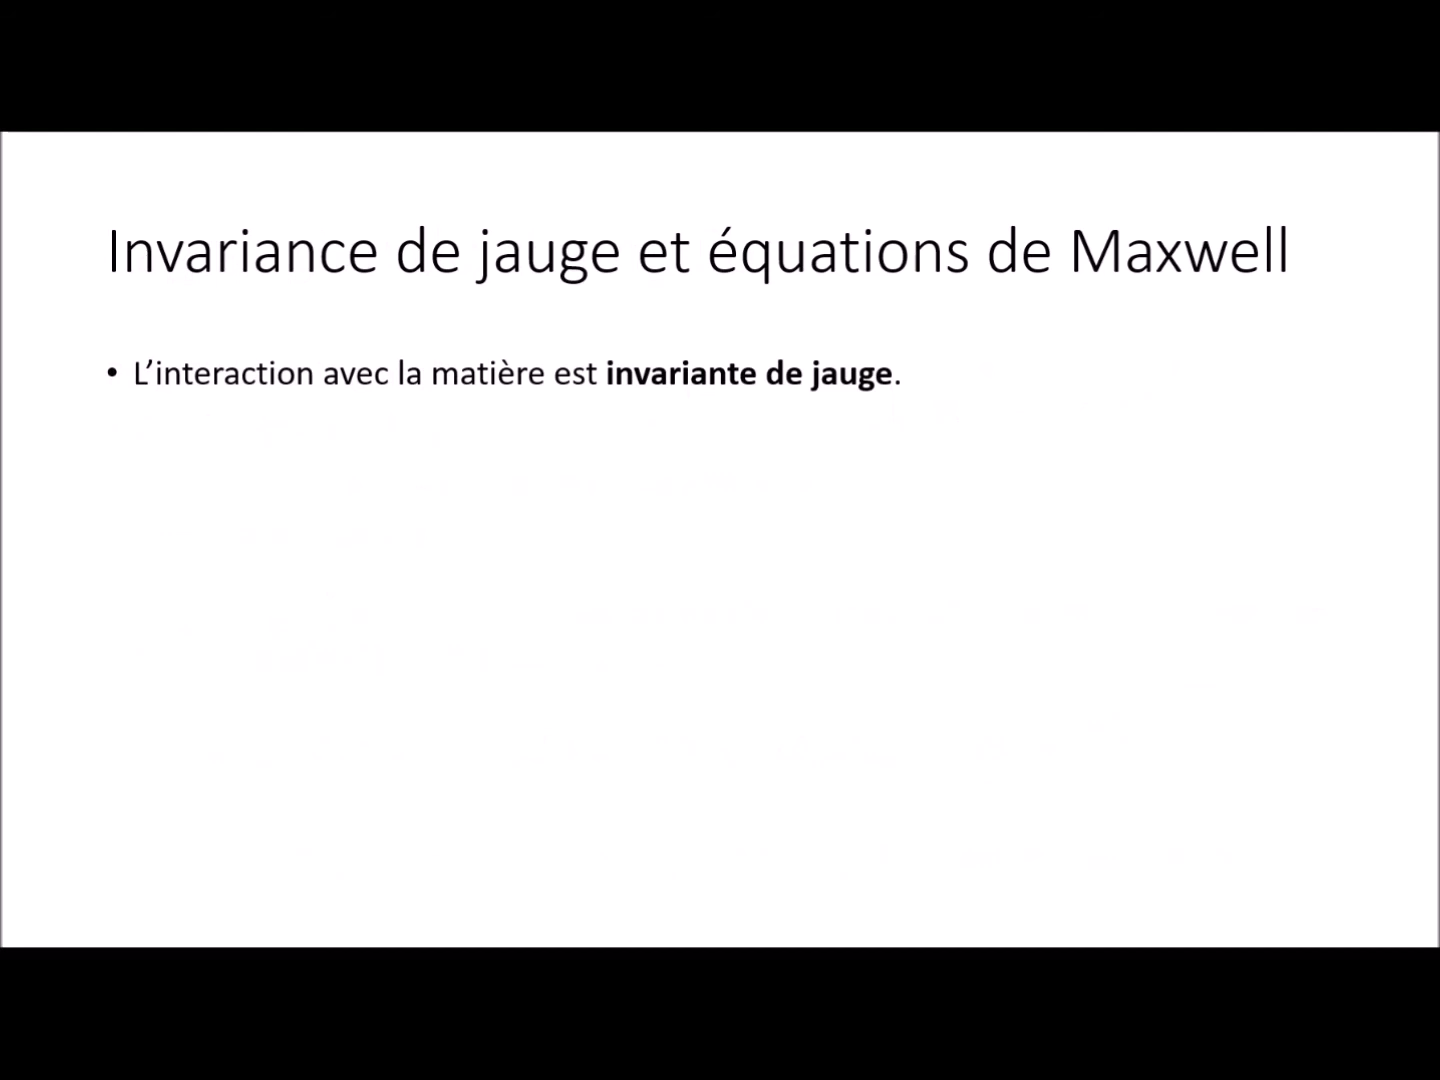 Invariance de jauge et équations de Maxwell
• L’interaction avec la matière est invariante de jauge.